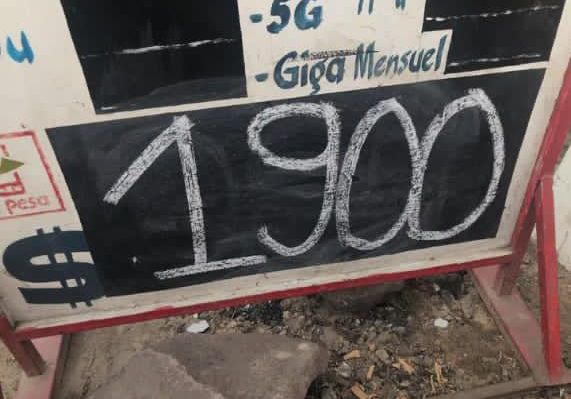 -5G
-Giga Mensuel
pesa
$
1900